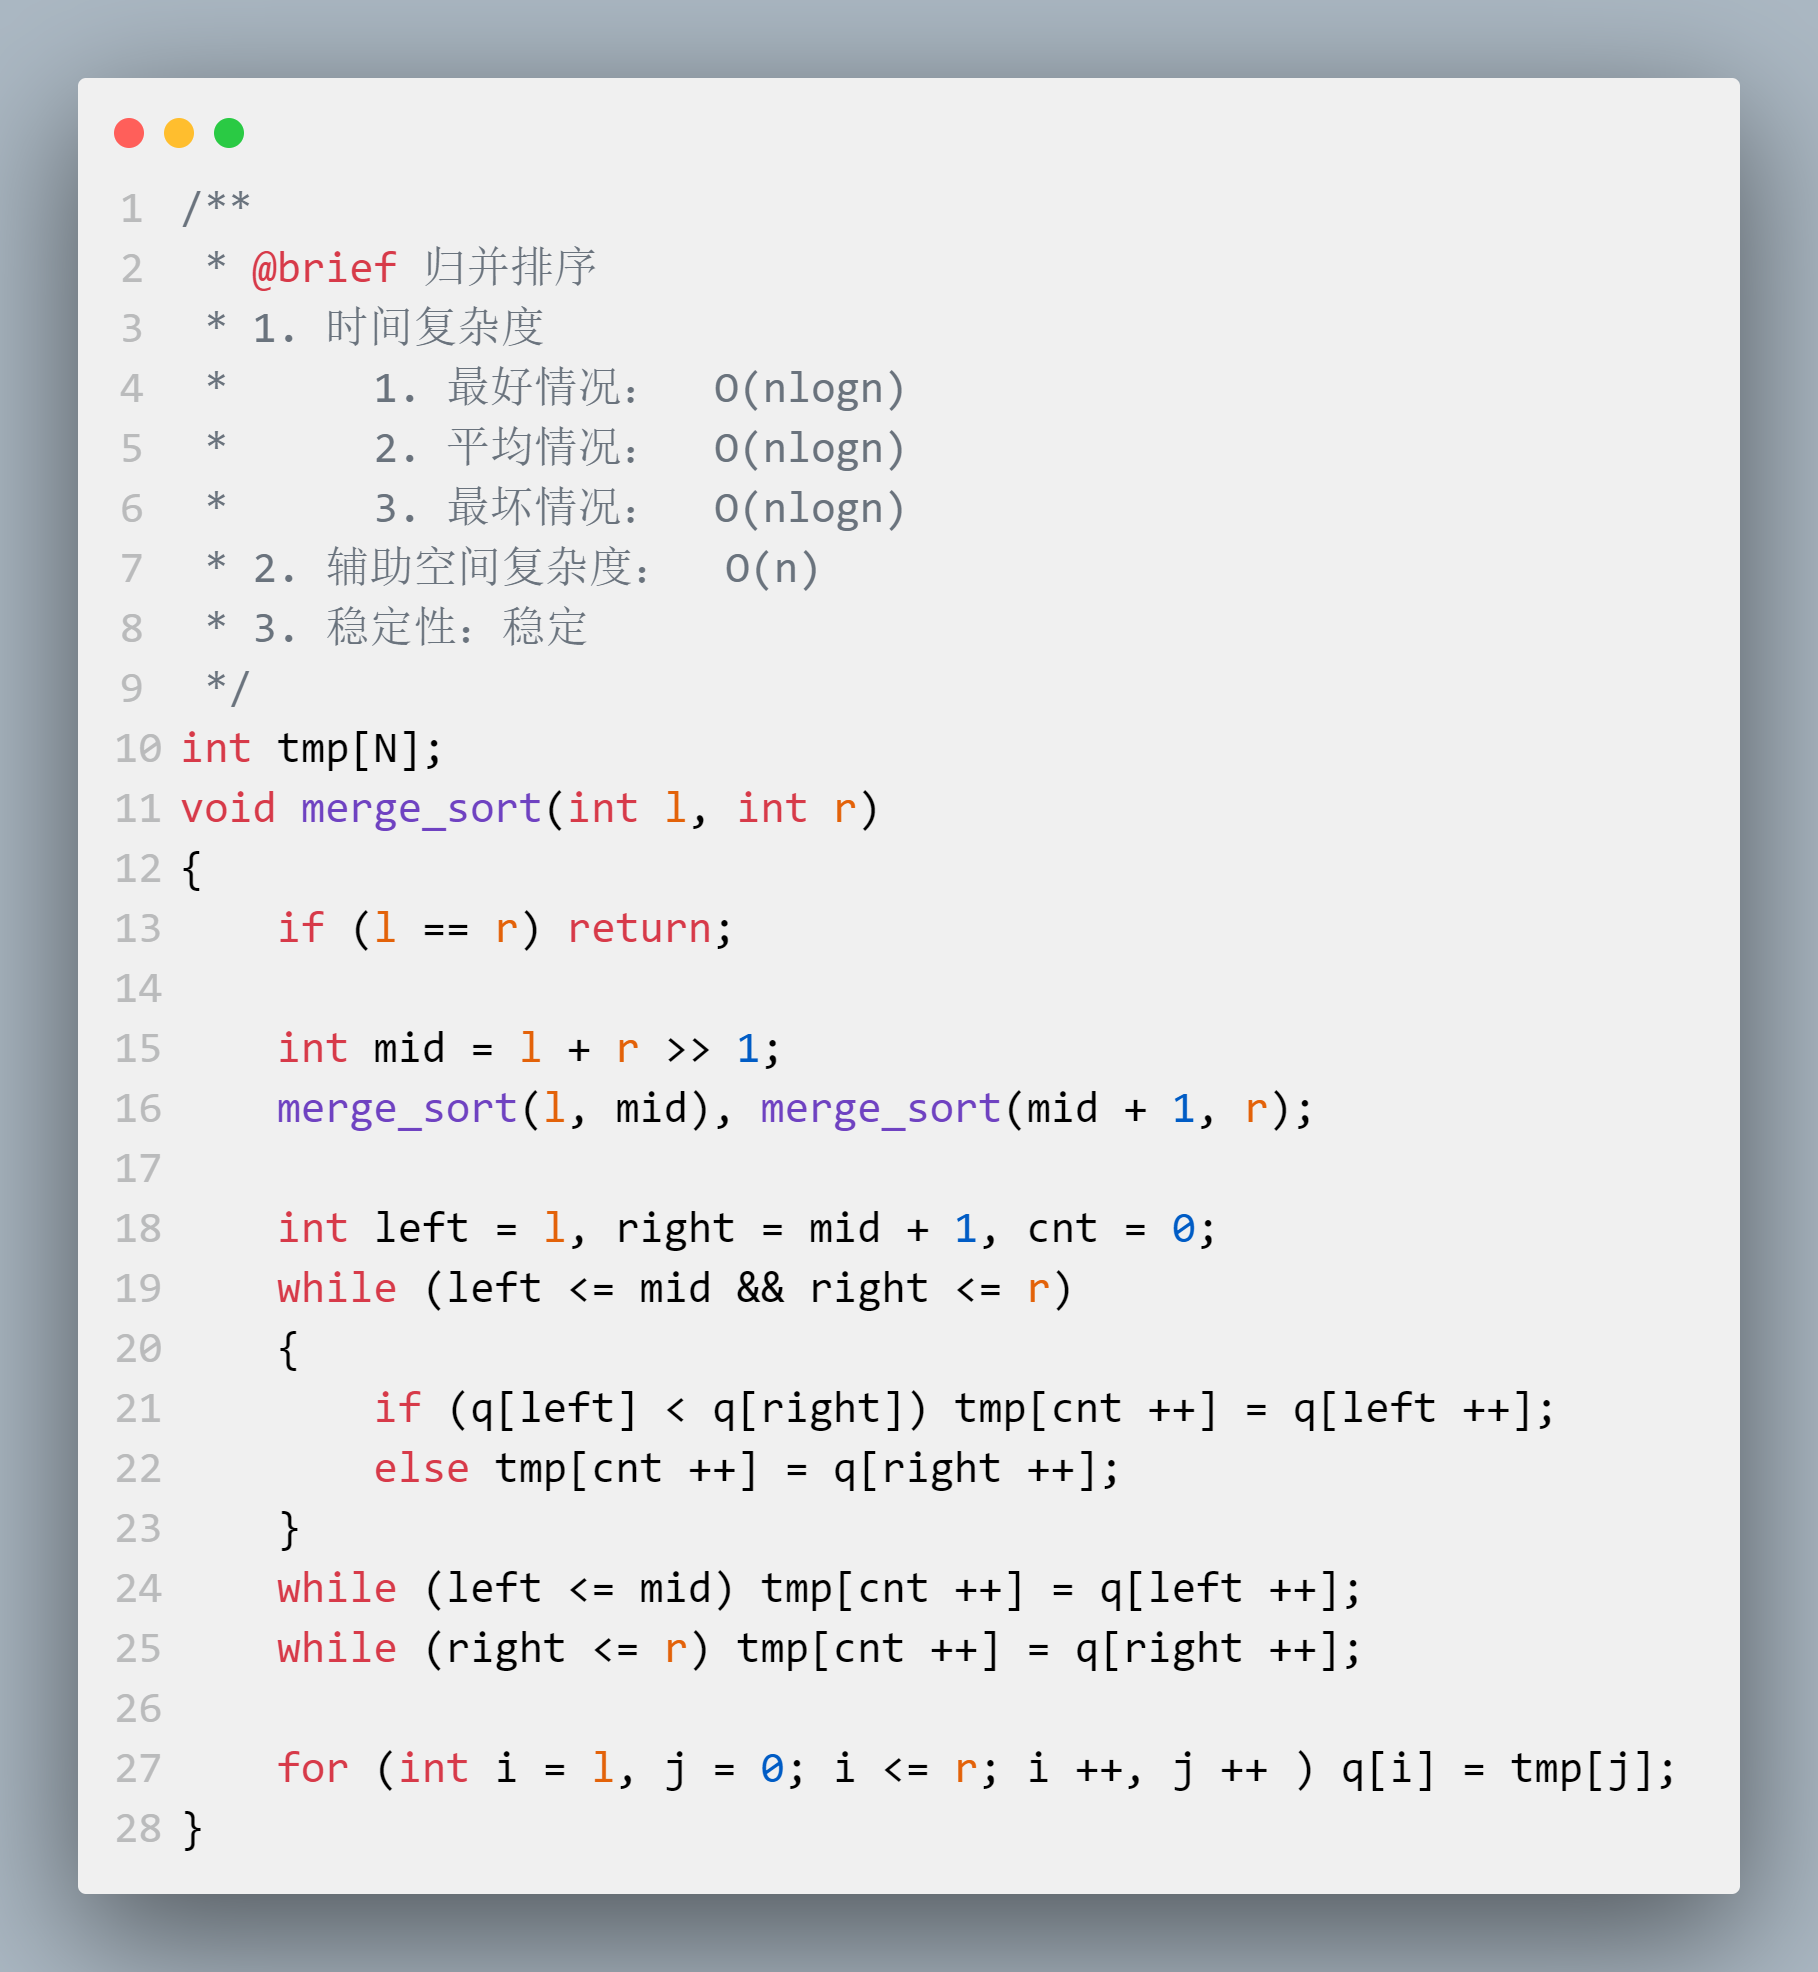 1 /**
2  * @brief 归并排序
3  * 1. 时间复杂度
4  *      1. 最好情况：  O(nlogn)
5  *      2. 平均情况：  O(nlogn)
6  *      3. 最坏情况：  O(nlogn)
7  * 2. 辅助空间复杂度：  O(n)
8  * 3. 稳定性：稳定
9  */
10 int tmp[N];
11 void merge_sort(int l, int r)
12 {
13     if (l == r) return;
14
15     int mid = l + r >> 1;
16     merge_sort(l, mid), merge_sort(mid + 1, r);
17
18     int left = l, right = mid + 1, cnt = 0;
19     while (left <= mid && right <= r)
20     {
21         if (q[left] < q[right]) tmp[cnt ++] = q[left ++];
22         else tmp[cnt ++] = q[right ++];
23     }
24     while (left <= mid) tmp[cnt ++] = q[left ++];
25     while (right <= r) tmp[cnt ++] = q[right ++];
26
27     for (int i = l, j = 0; i <= r; i ++, j ++ ) q[i] = tmp[j];
28 }